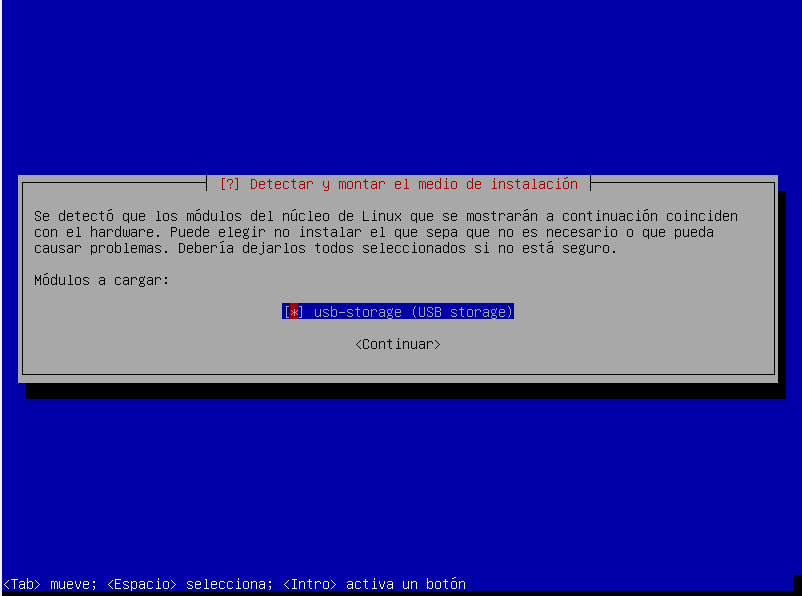 [?] Detectar y montar el medio de instalación
Se detectó que los módulos del núcleo de Linux que se mostrarán a continuación coinciden
con el hardware. Puede elegir no instalar el que sepa que no es necesario o que pueda
causar problemas. Debería dejarlos todos seleccionados si no está seguro.
Módulos a cargar:
[*] usb-storage (USB storage)
<Continuar>
<Tab> mueve; <Espacio> selecciona; <Intro> activa un botón